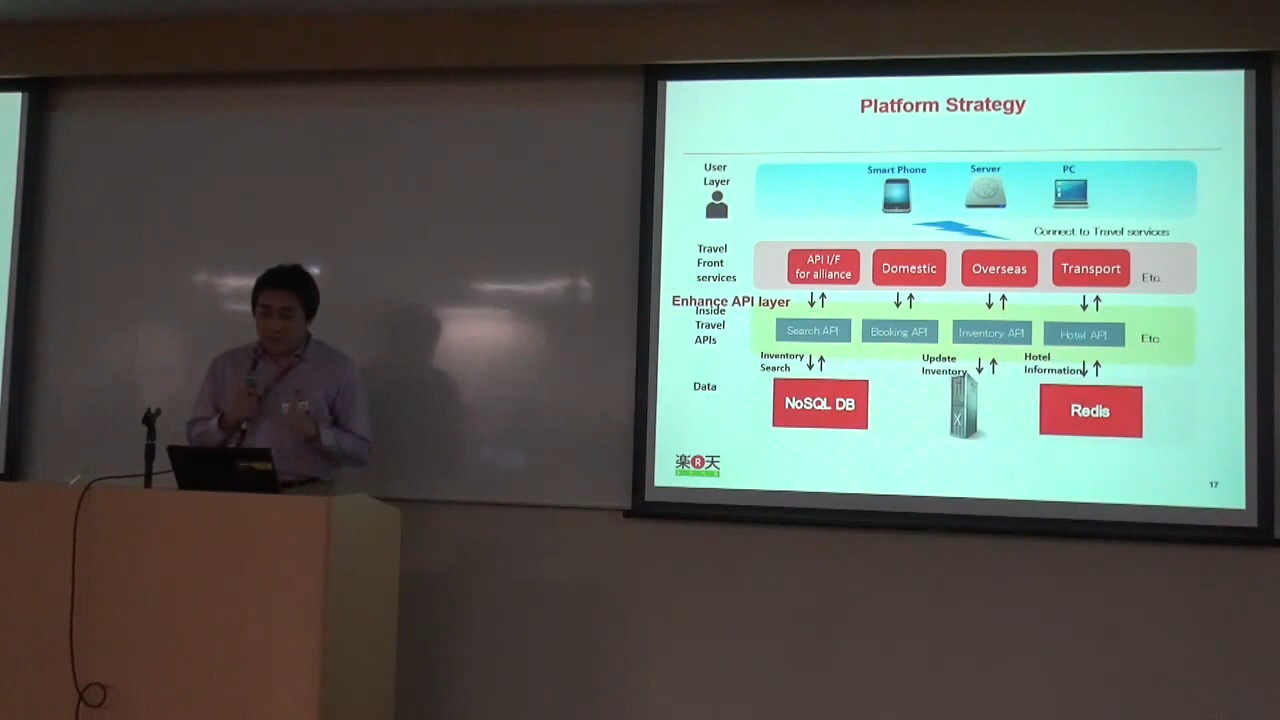 Platform Strategy
User
Layer
Smart Phone
Server
PC
Connect to Travel services
Travel
Front
services
API I/F
for alliance
Domestic
Overseas
Transport
Etc.
Enhance API layer
Inside
Travel
APIs
Search API
Booking API
Inventory API
Hotel API
Etc.
Inventory
Search
Update
Inventory
Hotel
Information
Data
NoSQL DB
X
Redis
楽R天
17